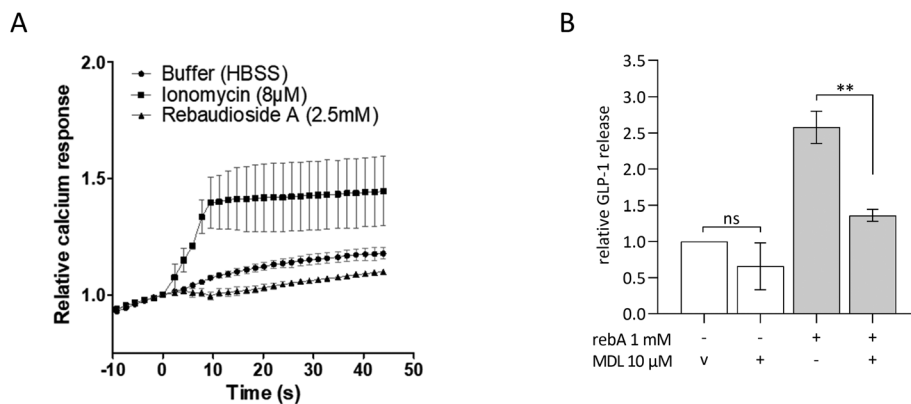 A
B
2.0
1.5
1.0
Relative calcium response
Buffer (HBSS)
Ionomycin (8µM)
Rebaudioside A (2.5mM)
-10 0 10 20 30 40 50
Time (s)
3.5
3.0
2.5
2.0
1.5
1.0
0.5
0.0
relative GLP-1 release
ns
**
rebA 1 mM - - + +
MDL 10 µM v + - +